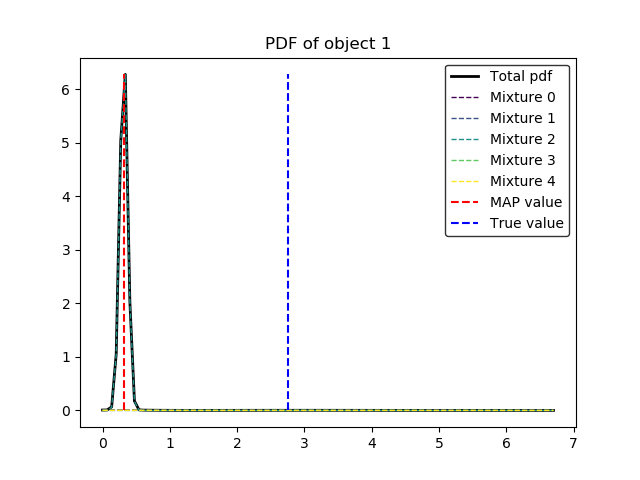 PDF of object 1
6
5
4
3
2
1
0
0 1 2 3 4 5 6 7
Total pdf
Mixture 0
Mixture 1
Mixture 2
Mixture 3
Mixture 4
MAP value
True value